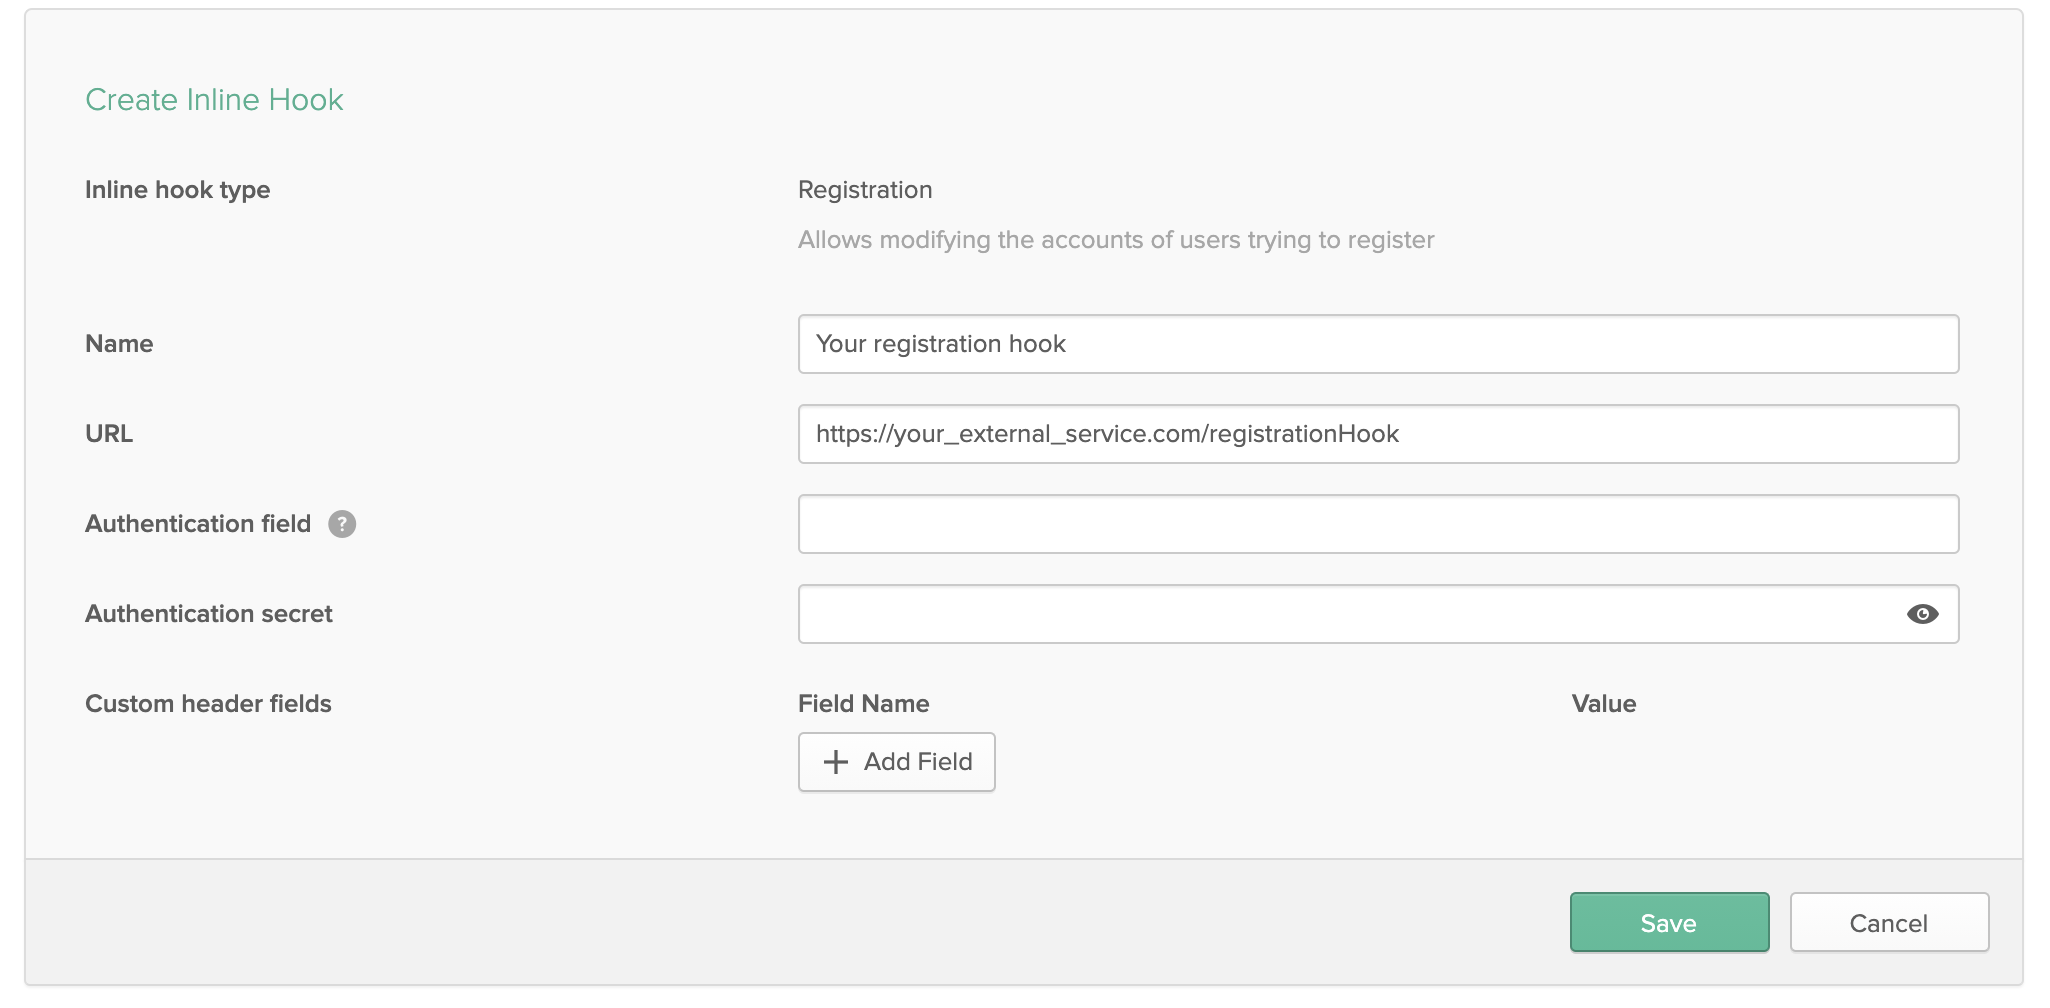 Create Inline Hook
Inline hook type
Registration
Allows modifying the accounts of users trying to register
Name
Your registration hook
URL
https://your_external_service.com/registrationHook
Authentication field ?
Authentication secret
Custom header fields
Field Name
Value
+ Add Field
Save
Cancel